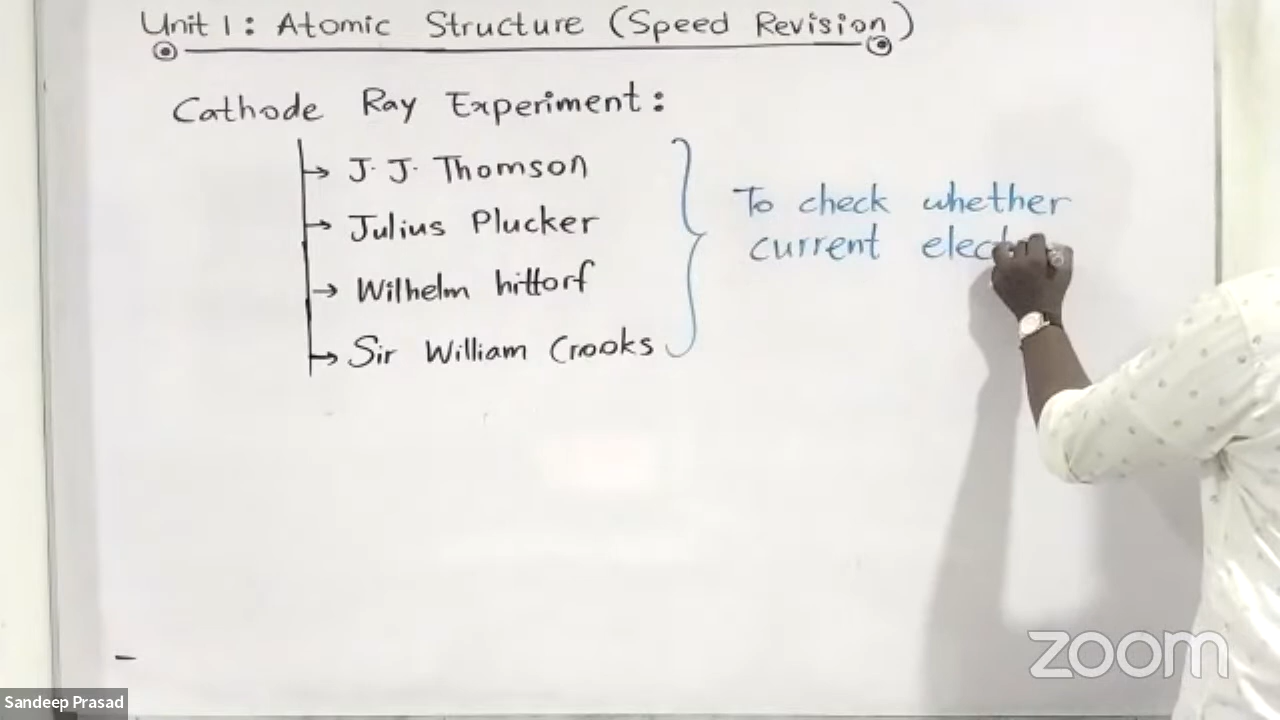 Unit 1: Atomic Structure (Speed Revision)
Cathode Ray Experiment:
J. J. Thomson
Julius Plucker
Wilhelm hittorf
Sir William Crooks
To check whether
current
zoom
Sandeep Prasad